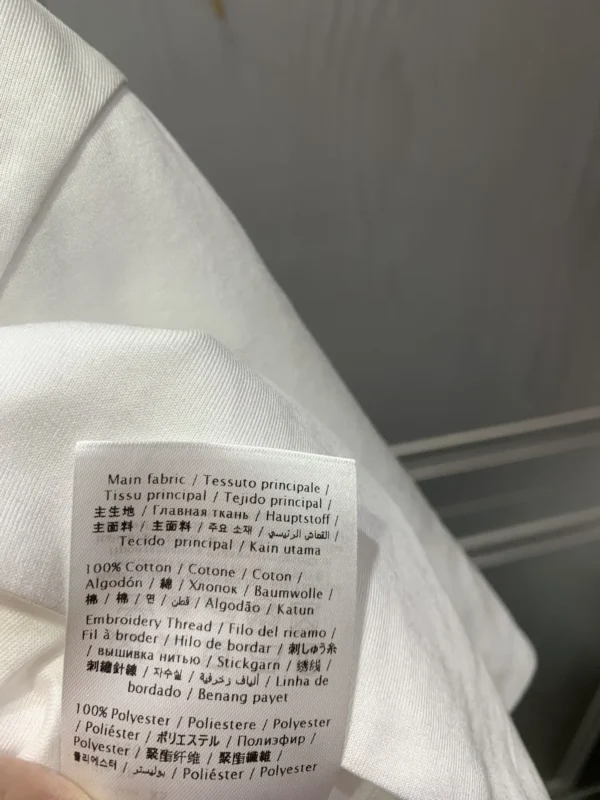 Main fabric / Tessuto principale /
Tissu principal / Tejido principal /
主生地 / Главная ткань / Hauptstoff /
主面料 / 主面料 / 주요 소재 / القماش الرئيسي /
Tecido principal / Kain utama
100% Cotton / Cotone / Coton /
Algodón / 綿 / Хлопок / Baumwolle /
棉 / 棉 / 면 / قطن / Algodão / Katun
Embroidery Thread / Filo del ricamo /
Fil à broder / Hilo de bordar / 刺しゅう糸
/ вышивка нитью / Stickgarn / 绣线 /
刺繡針線 / 자수실 / ألياف زخرفية / Linha de
bordado / Benang payet
100% Polyester / Poliestere / Polyester
/ Poliéster / ポリエステル / Полиэфир /
Polyester / 聚酯纤维 / 聚酯纖維 /
폴리에스터 / بوليستر / Poliéster / Polyester